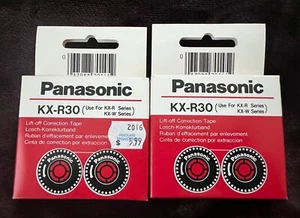 Panasonic
KX-R30 (Use For KX-R Series)
KX-W Series
Lift-off Correction Tape
Lösch-Korrekturband
Ruban d'effacement par enlèvement
Cinta de corrección por extracción
2016
$ 5.99
Panasonic
KX-R30 (Use For KX-R Series)
KX-W Series
Lift-off Correction Tape
Lösch-Korrekturband
Ruban d'effacement par enlèvement
Cinta de corrección por extracción